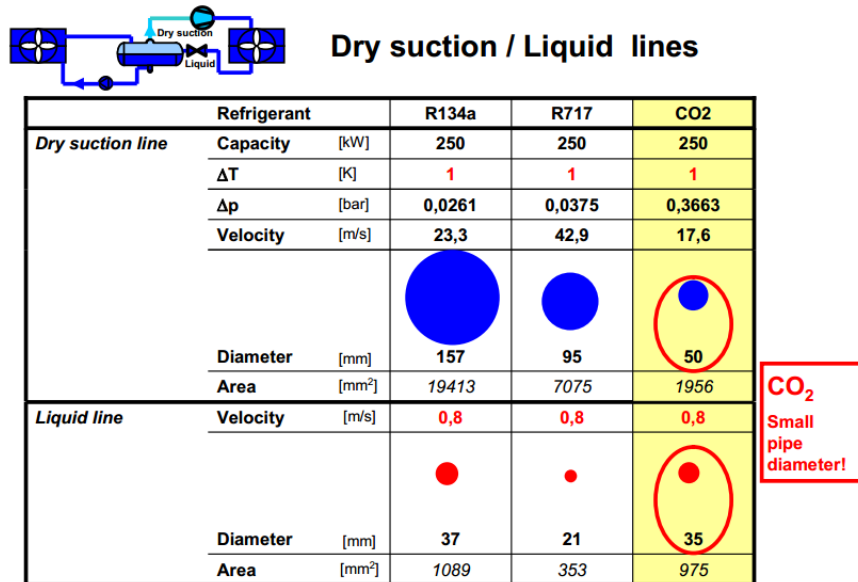 Dry suction
Liquid
Dry suction / Liquid lines
Refrigerant R134a R717 CO2
Dry suction line Capacity [kW] 250 250 250
ΔT [K] 1 1 1
Δp [bar] 0,0261 0,0375 0,3663
Velocity [m/s] 23,3 42,9 17,6
Diameter [mm] 157 95 50
Area [mm²] 19413 7075 1956
Liquid line Velocity [m/s] 0,8 0,8 0,8
Diameter [mm] 37 21 35
Area [mm²] 1089 353 975
CO₂
Small
pipe
diameter!